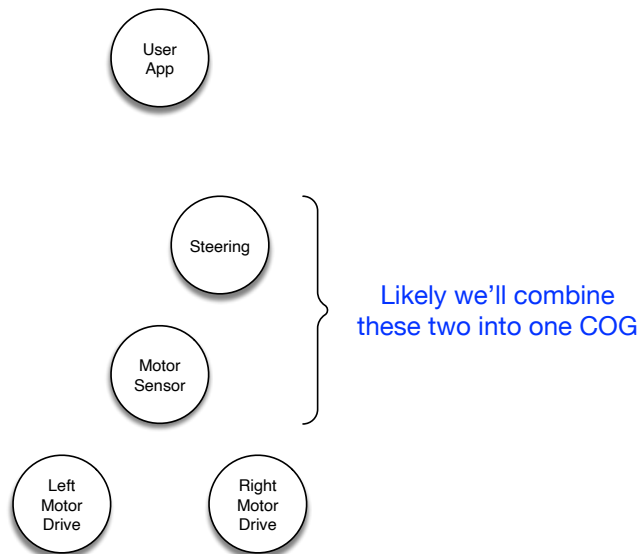 User
App
Steering
Likely we’ll combine
these two into one COG
Motor
Sensor
Left
Motor
Drive
Right
Motor
Drive